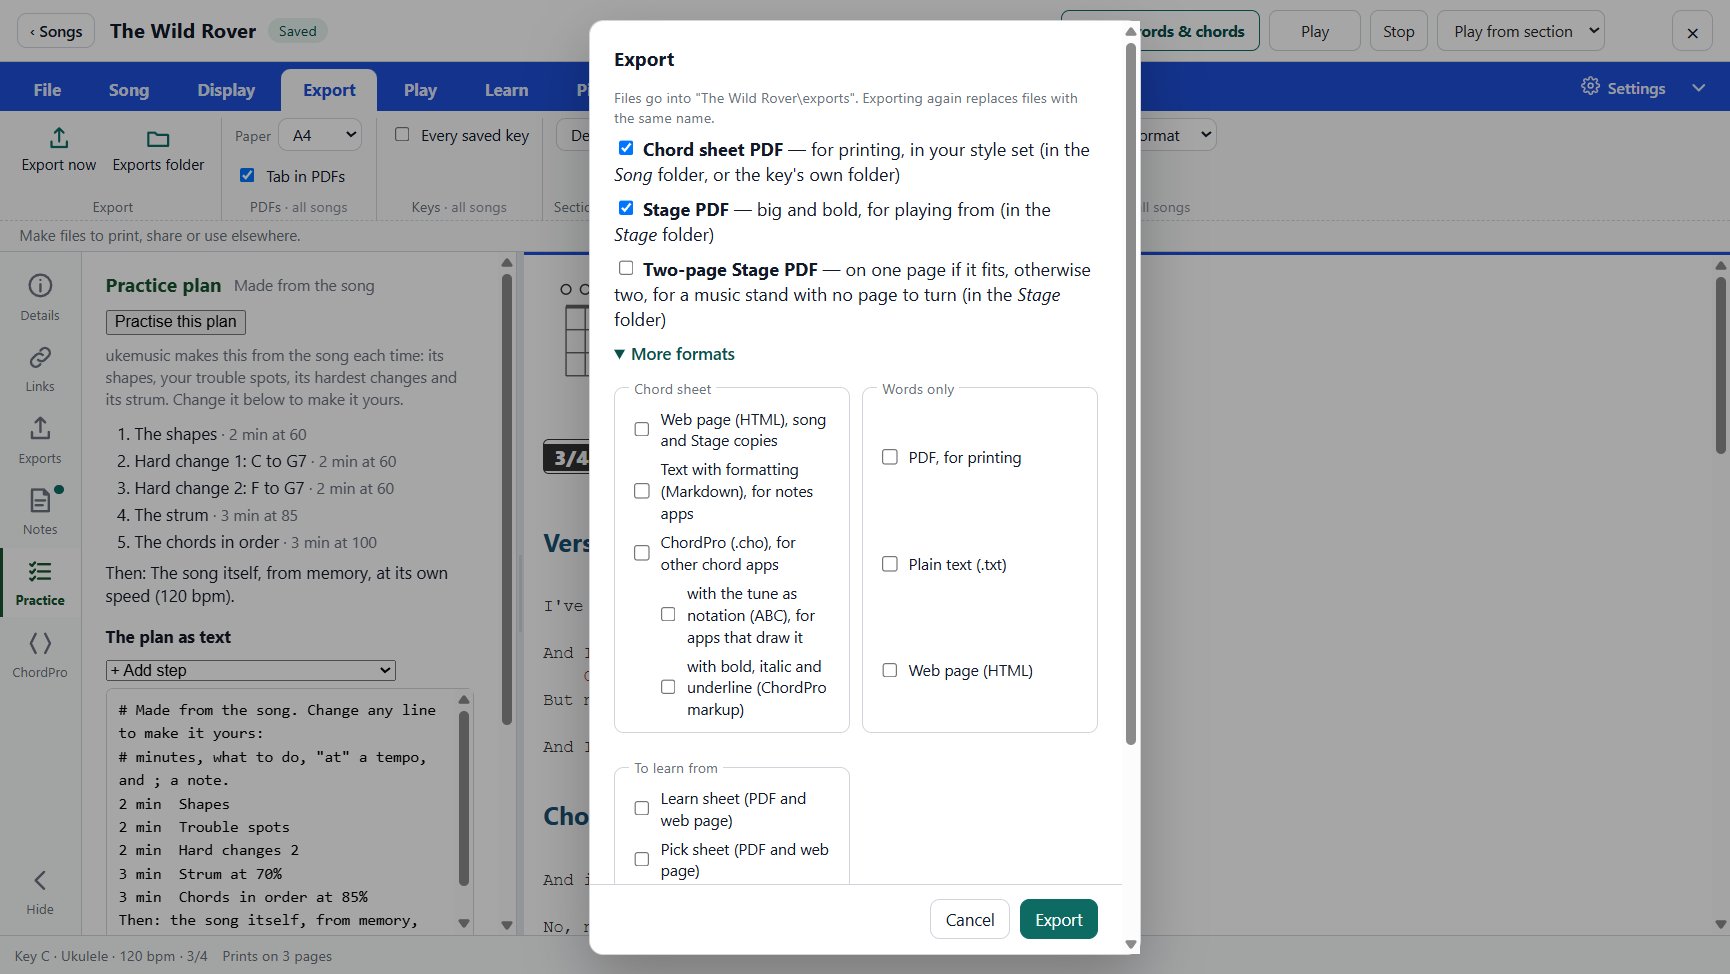 ‹ Songs
The Wild Rover
Saved
ords & chords
Play
Stop
Play from section
×
File
Song
Display
Export
Play
Learn
Settings
Export now
Exports folder
Export
Paper
A4
Tab in PDFs
PDFs · all songs
Every saved key
Keys · all songs
Make files to print, share or use elsewhere.
Details
Links
Exports
Notes
Practice
ChordPro
Hide
Practice plan
Made from the song
Practise this plan
ukemusic makes this from the song each time: its
shapes, your trouble spots, its hardest changes and
its strum. Change it below to make it yours.
1. The shapes · 2 min at 60
2. Hard change 1: C to G7 · 2 min at 60
3. Hard change 2: F to G7 · 2 min at 60
4. The strum · 3 min at 85
5. The chords in order · 3 min at 100
Then: The song itself, from memory, at its own
speed (120 bpm).
The plan as text
+ Add step
# Made from the song. Change any line
to make it yours:
# minutes, what to do, "at" a tempo,
and ; a note.
2 min  Shapes
2 min  Trouble spots
2 min  Hard changes 2
3 min  Strum at 70%
3 min  Chords in order at 85%
Then: the song itself, from memory,
3/4
Vers
I've
And I
But n
And I
Cho
And i
No, n
Export
Files go into "The Wild Rover\exports". Exporting again replaces files with
the same name.
Chord sheet PDF — for printing, in your style set (in the
Song folder, or the key's own folder)
Stage PDF — big and bold, for playing from (in the
Stage folder)
Two-page Stage PDF — on one page if it fits, otherwise
two, for a music stand with no page to turn (in the Stage
folder)
▼ More formats
Chord sheet
Web page (HTML), song
and Stage copies
Text with formatting
(Markdown), for notes
apps
ChordPro (.cho), for
other chord apps
with the tune as
notation (ABC), for
apps that draw it
with bold, italic and
underline (ChordPro
markup)
Words only
PDF, for printing
Plain text (.txt)
Web page (HTML)
To learn from
Learn sheet (PDF and
web page)
Pick sheet (PDF and web
page)
Cancel
Export
Key C · Ukulele · 120 bpm · 3/4
Prints on 3 pages